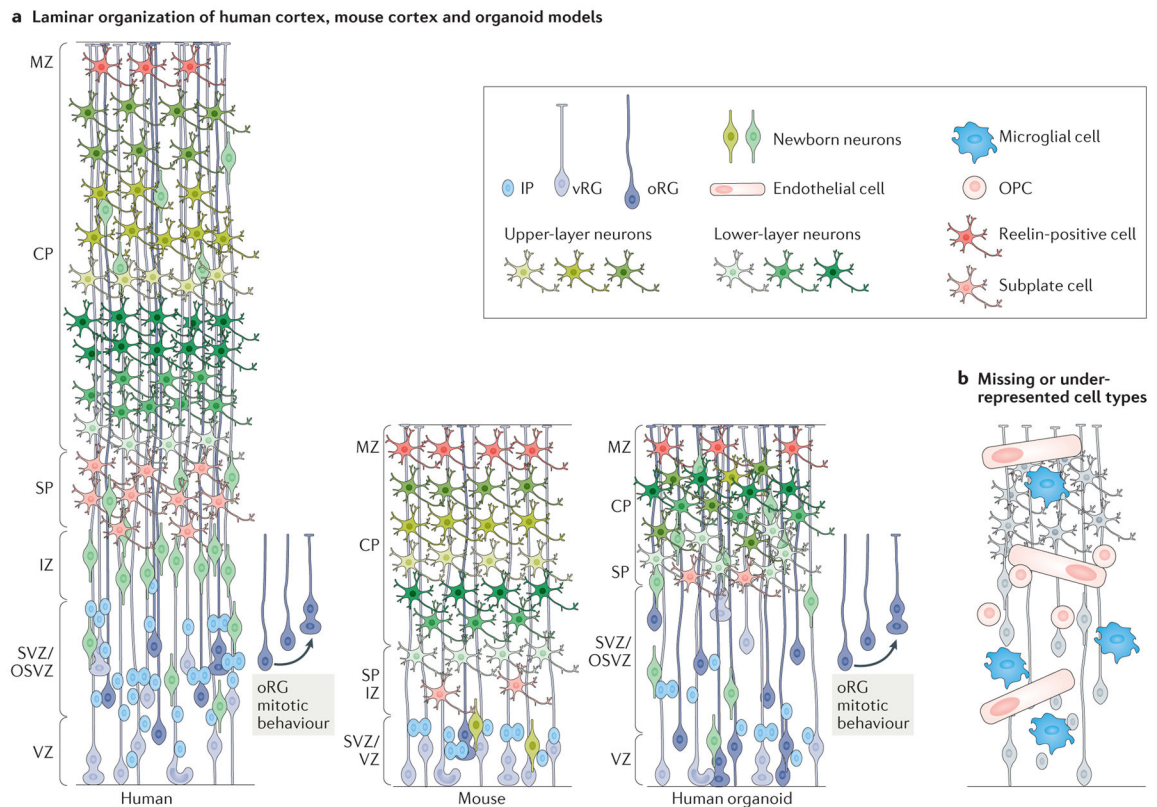 a Laminar organization of human cortex, mouse cortex and organoid models
MZ
CP
SP
IZ
SVZ/
OSVZ
VZ
oRG
mitotic
behaviour
Human
IP
vRG
oRG
Newborn neurons
Endothelial cell
Upper-layer neurons
Lower-layer neurons
Microglial cell
OPC
Reelin-positive cell
Subplate cell
MZ
CP
SP
IZ
SVZ/
VZ
Mouse
MZ
CP
SP
SVZ/
OSVZ
VZ
oRG
mitotic
behaviour
Human organoid
b Missing or under-
represented cell types